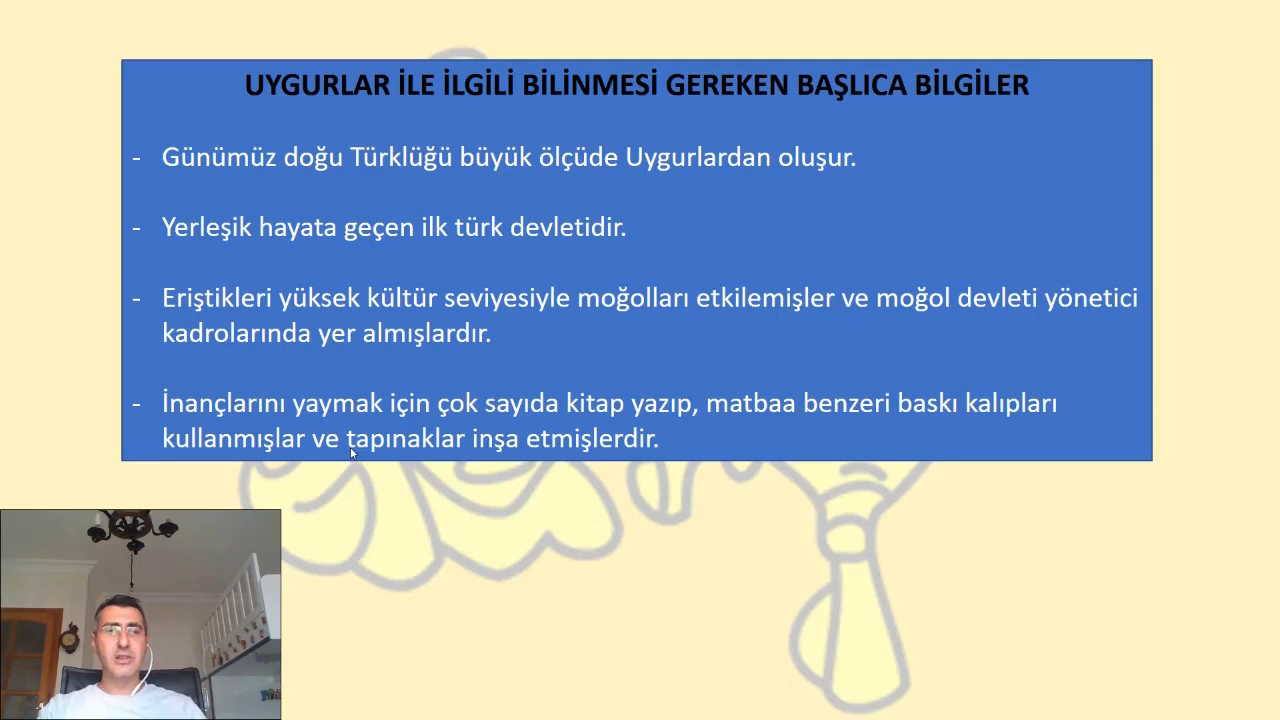 UYGURLAR İLE İLGİLİ BİLİNMESİ GEREKEN BAŞLICA BİLGİLER
- Günümüz doğu Türklüğü büyük ölçüde Uygurlardan oluşur.
- Yerleşik hayata geçen ilk türk devletidir.
- Eriştikleri yüksek kültür seviyesiyle moğolları etkilemişler ve moğol devleti yönetici
kadrolarında yer almışlardır.
- İnançlarını yaymak için çok sayıda kitap yazıp, matbaa benzeri baskı kalıpları
kullanmışlar ve tapınaklar inşa etmişlerdir.